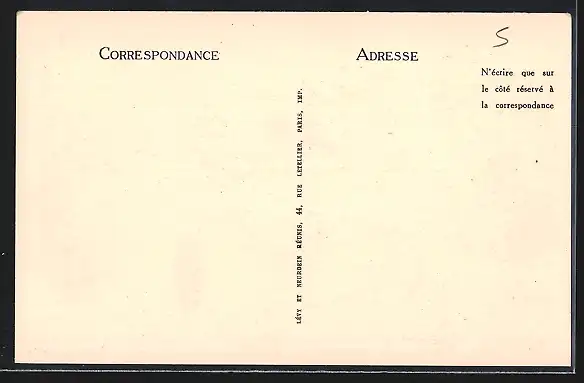 CORRESPONDANCE
ADRESSE
S
N'écrire que sur
le côté réservé à
la correspondance
LÉVY ET NEURDEIN RÉUNIS, 44, RUE LETELLIER, PARIS, IMP.